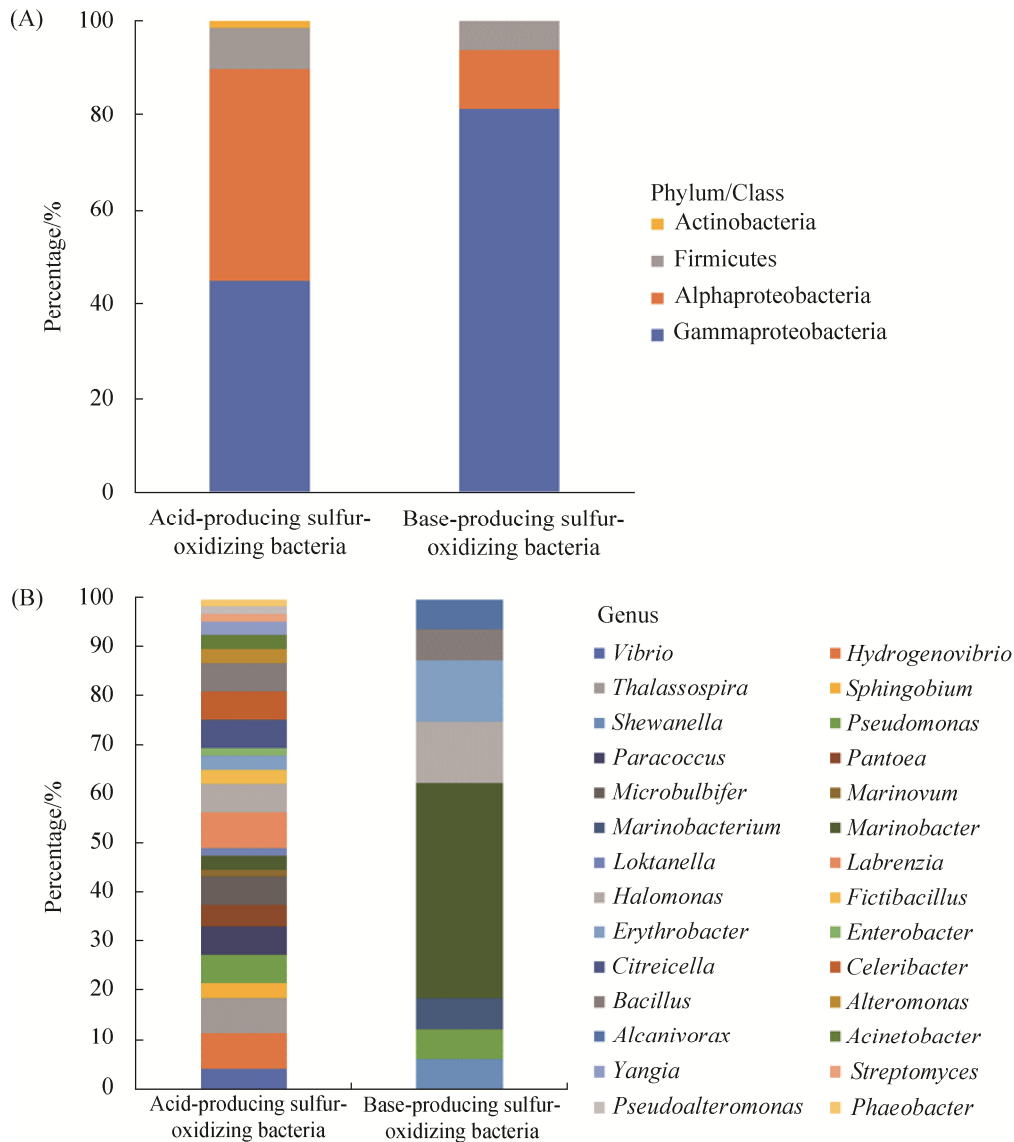 (A)
100
80
60
40
20
0
Percentage/%
Acid-producing sulfur-
oxidizing bacteria
Base-producing sulfur-
oxidizing bacteria
Phylum/Class
Actinobacteria
Firmicutes
Alphaproteobacteria
Gammaproteobacteria
(B)
100
90
80
70
60
50
40
30
20
10
0
Percentage/%
Acid-producing sulfur-
oxidizing bacteria
Base-producing sulfur-
oxidizing bacteria
Genus
Vibrio
Hydrogenovibrio
Thalassospira
Sphingobium
Shewanella
Pseudomonas
Paracoccus
Pantoea
Microbulbifer
Marinovum
Marinobacterium
Marinobacter
Loktanella
Labrenzia
Halomonas
Fictibacillus
Erythrobacter
Enterobacter
Citreicella
Celeribacter
Bacillus
Alteromonas
Alcanivorax
Acinetobacter
Yangia
Streptomyces
Pseudoalteromonas
Phaeobacter